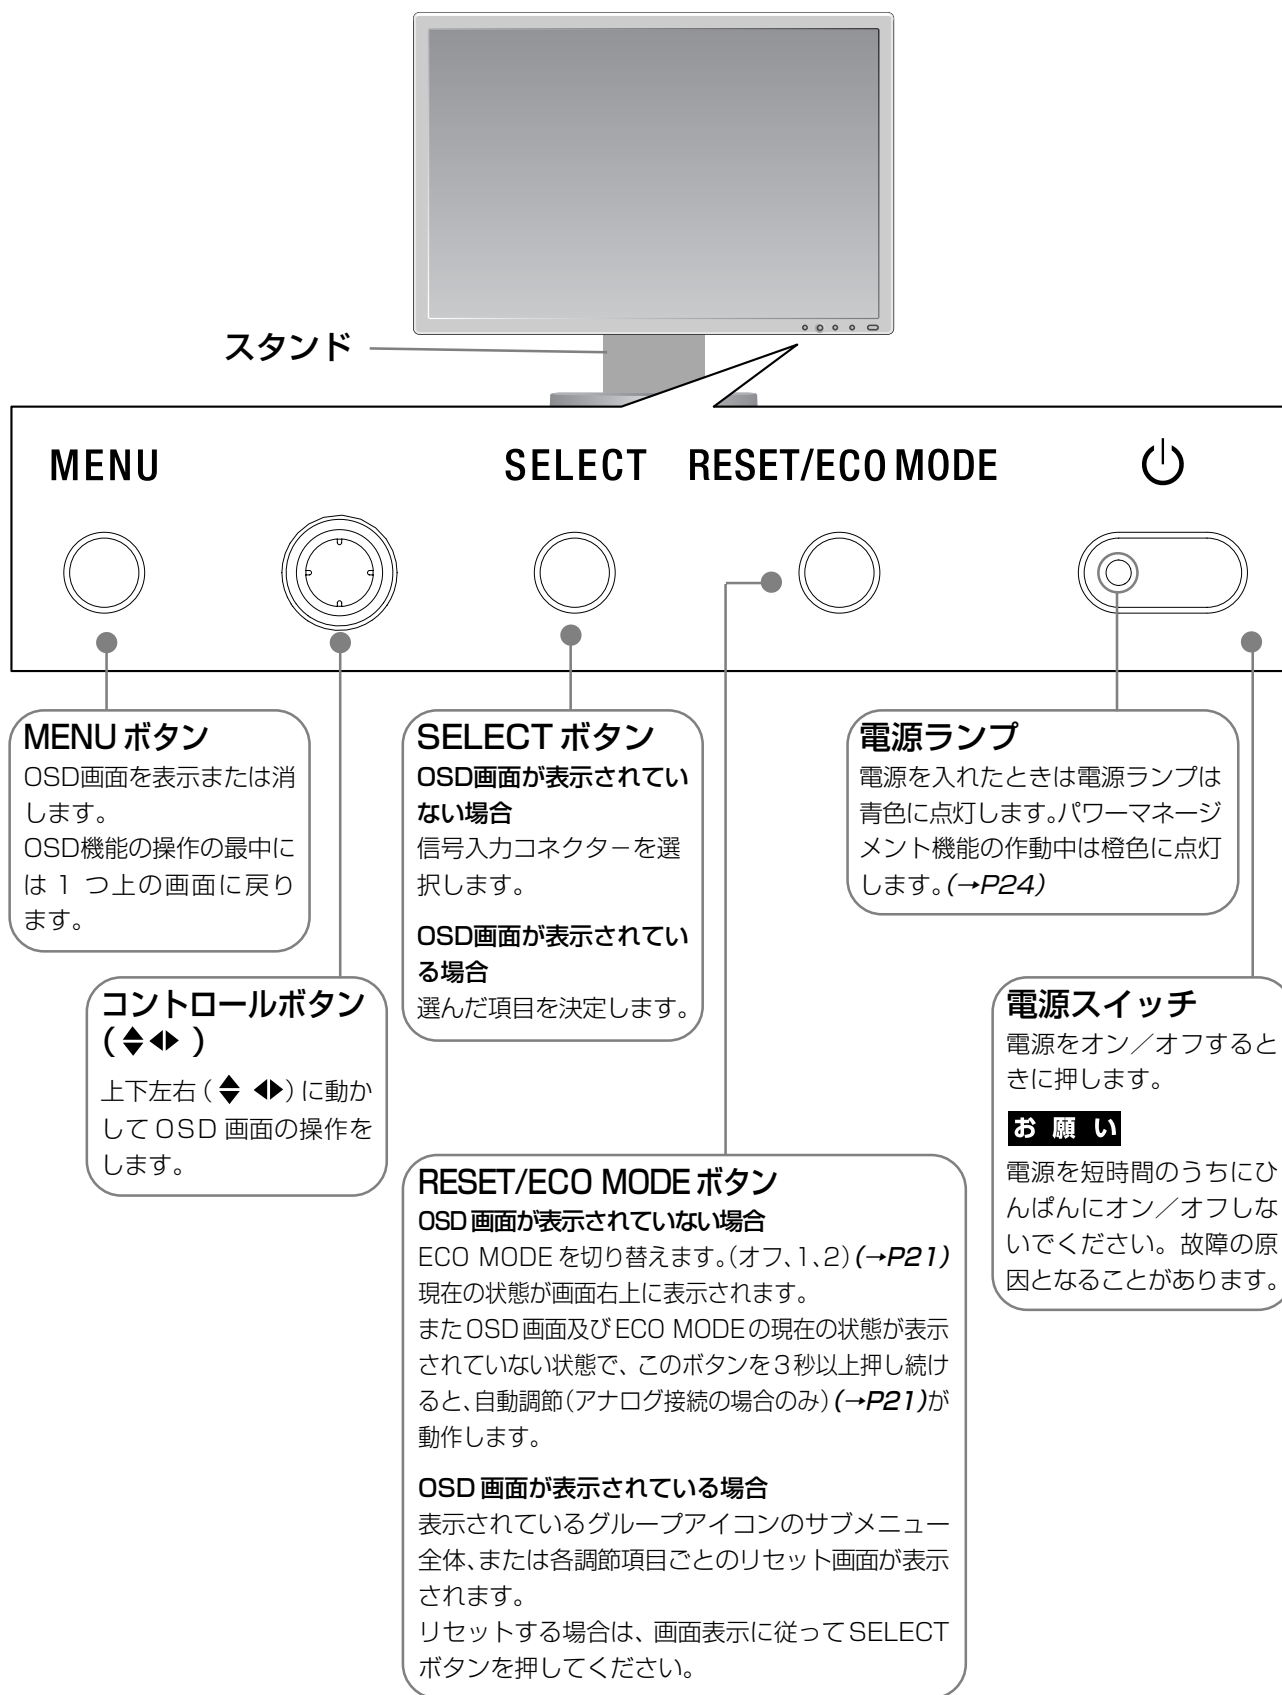 スタンド
MENU
SELECT
RESET/ECO MODE
MENU ボタン
OSD画面を表示または消
します。
OSD機能の操作の最中に
は 1 つ上の画面に戻り
ます。
コントロールボタン
(♦◆)
上下左右(♦ ◆)に動か
して OSD 画面の操作を
します。
SELECT ボタン
OSD画面が表示されてい
ない場合
信号入力コネクターを選
択します。
OSD画面が表示されてい
る場合
選んだ項目を決定します。
RESET/ECO MODE ボタン
OSD 画面が表示されていない場合
ECO MODE を切り替えます。(オフ、1、2)(→P21)
現在の状態が画面右上に表示されます。
また OSD 画面及び ECO MODE の現在の状態が表示
されていない状態で、このボタンを3秒以上押し続け
ると、自動調節(アナログ接続の場合のみ)(→P21)が
動作します。
OSD 画面が表示されている場合
表示されているグループアイコンのサブメニュー
全体、または各調節項目ごとのリセット画面が表示
されます。
リセットする場合は、画面表示に従って SELECT
ボタンを押してください。
電源ランプ
電源を入れたときは電源ランプは
青色に点灯します。パワーマネージ
メント機能の作動中は橙色に点灯
します。(→P24)
電源スイッチ
電源をオン/オフすると
きに押します。
お 願 い
電源を短時間のうちにひ
んぱんにオン/オフしな
いでください。故障の原
因となることがあります。